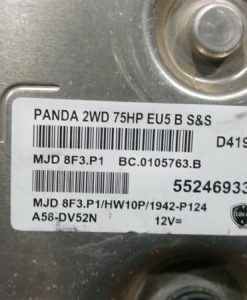 PANDA 2WD 75HP EU5 B S&S
D419
MJD 8F3.P1 BC.0105763.B
55246933
MJD 8F3.P1/HW10P/1942-P124
A58-DV52N 12V=